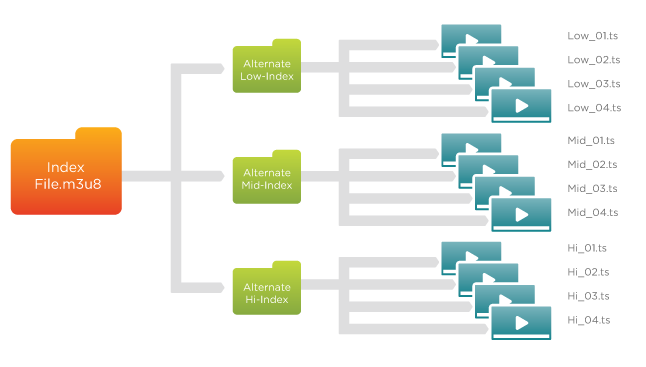 Index
File.m3u8
Alternate
Low-Index
Low_01.ts
Low_02.ts
Low_03.ts
Low_04.ts
Alternate
Mid-Index
Mid_01.ts
Mid_02.ts
Mid_03.ts
Mid_04.ts
Alternate
Hi-Index
Hi_01.ts
Hi_02.ts
Hi_03.ts
Hi_04.ts